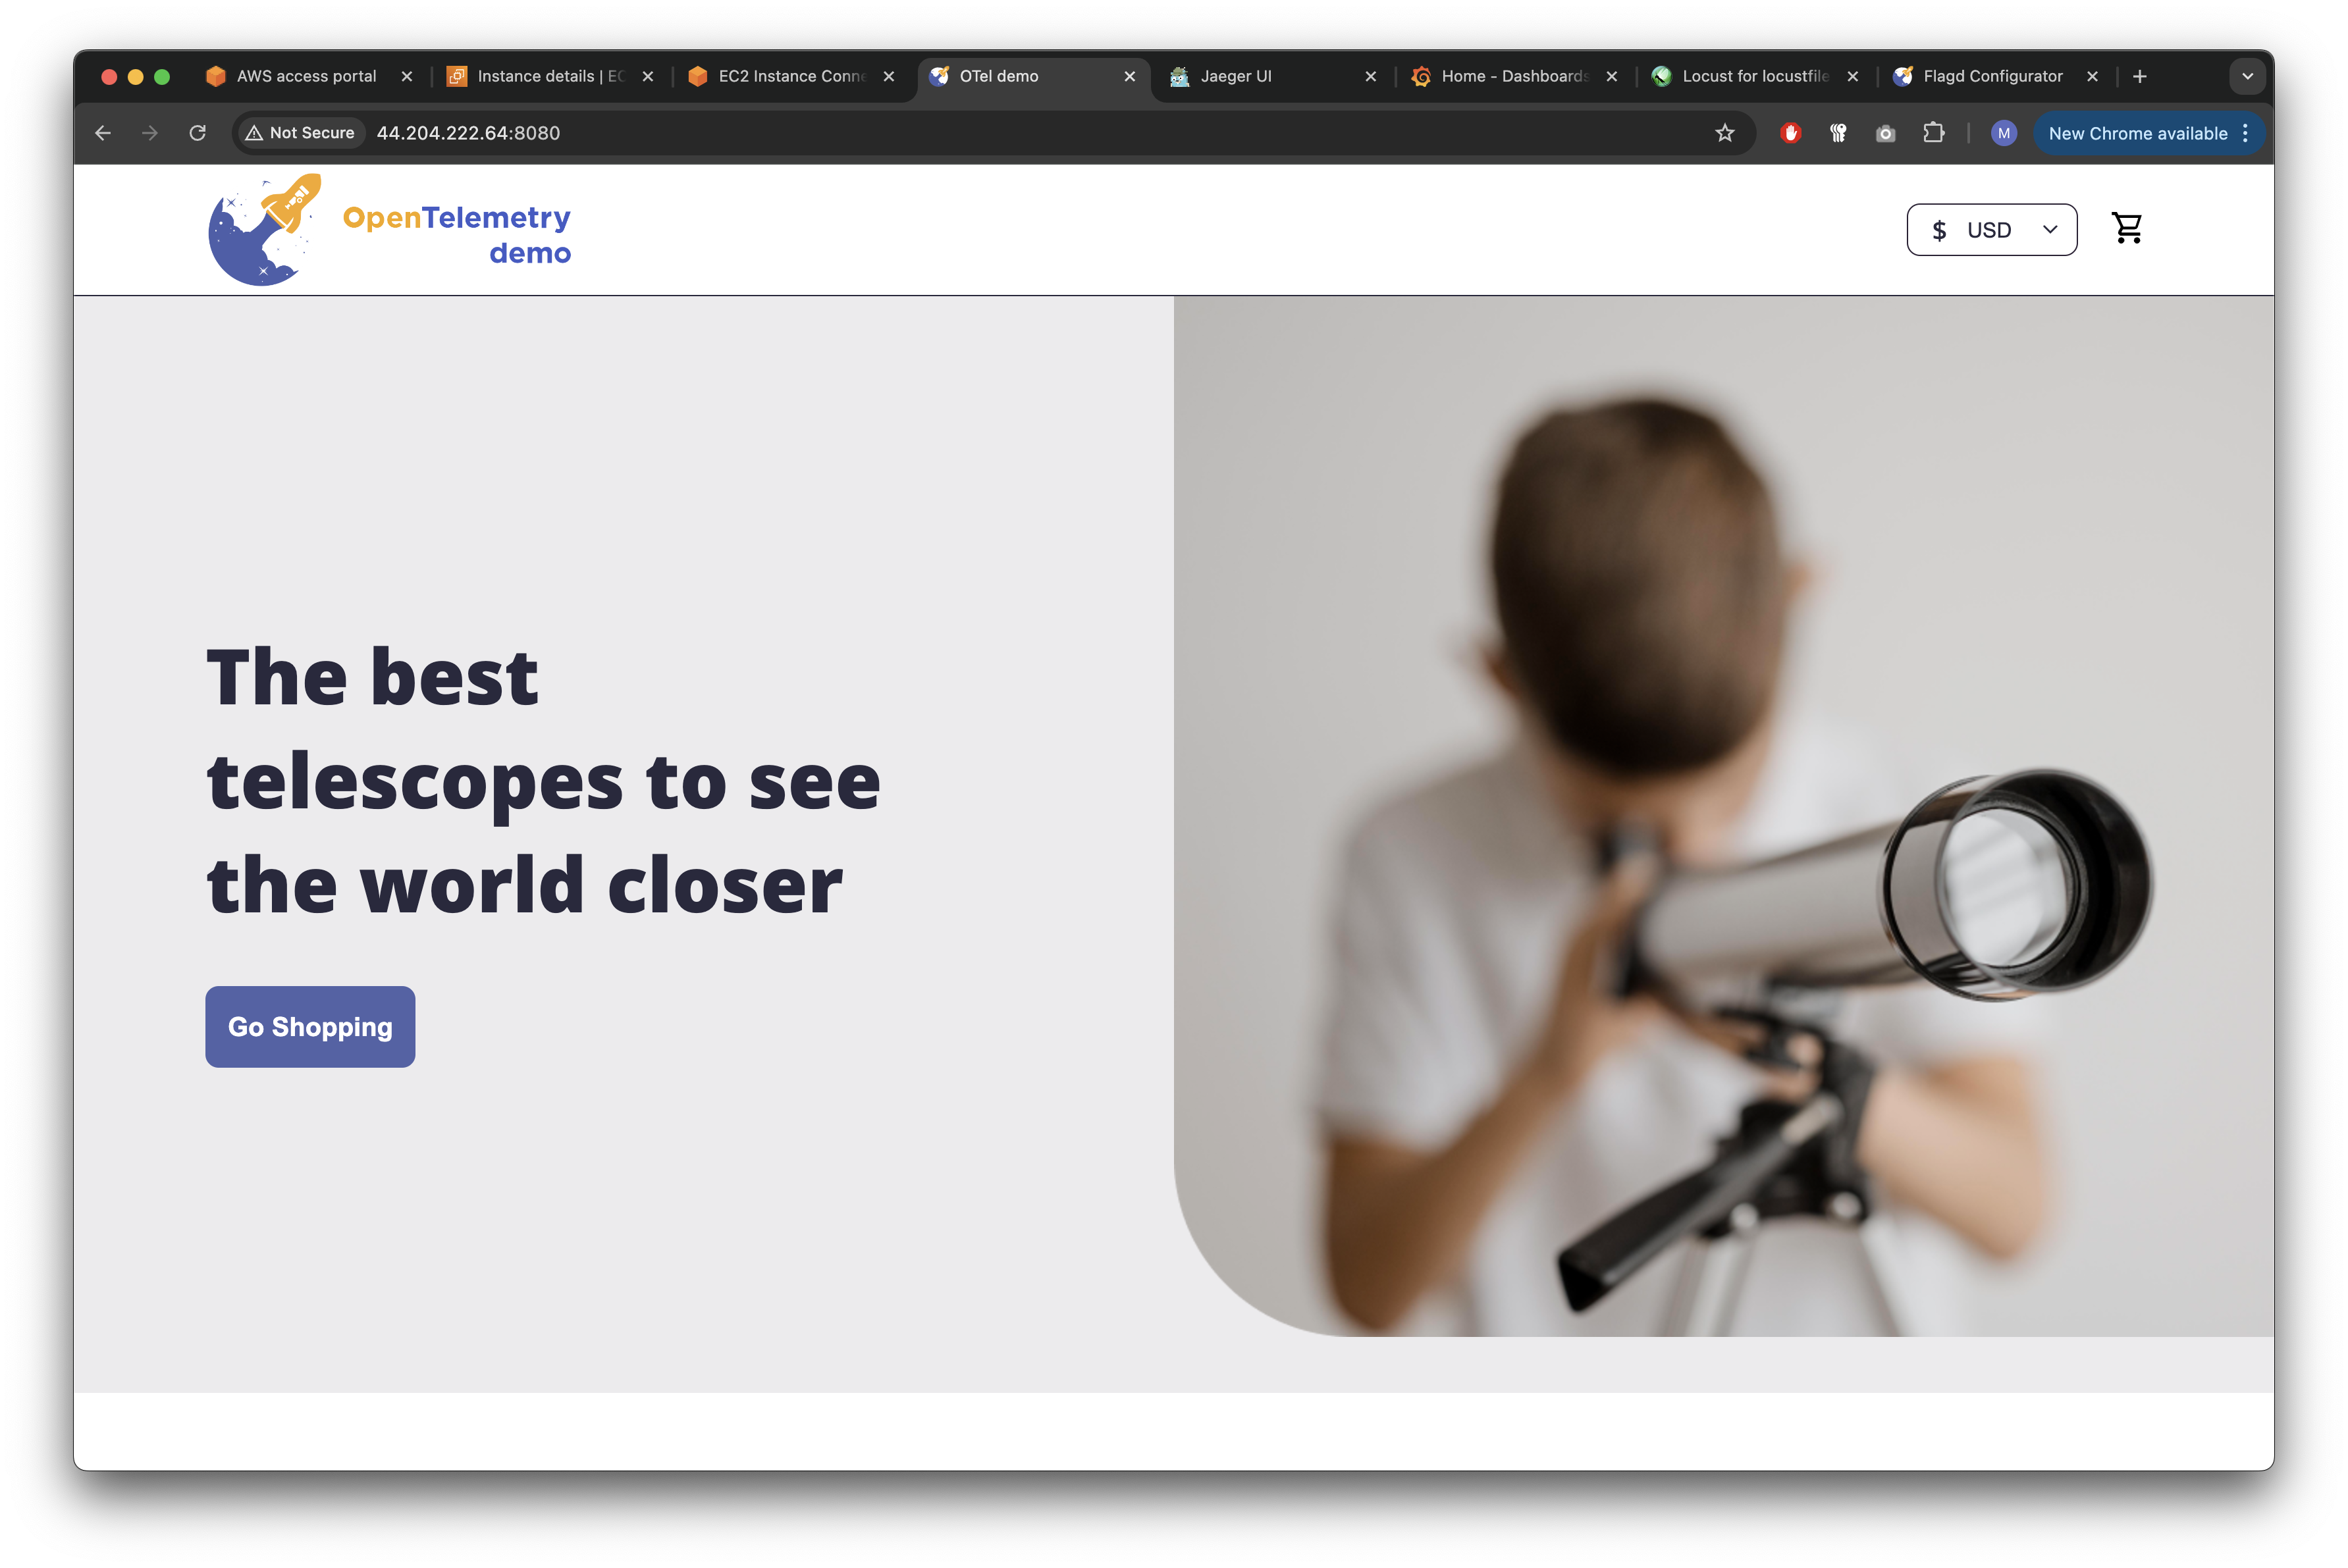 AWS access portal
Instance details | EC
EC2 Instance Conne
OTel demo
Jaeger UI
Home - Dashboards
Locust for locustfile
Flagd Configurator
Not Secure
44.204.222.64:8080
M
New Chrome available
OpenTelemetry
demo
$ USD
The best
telescopes to see
the world closer
Go Shopping